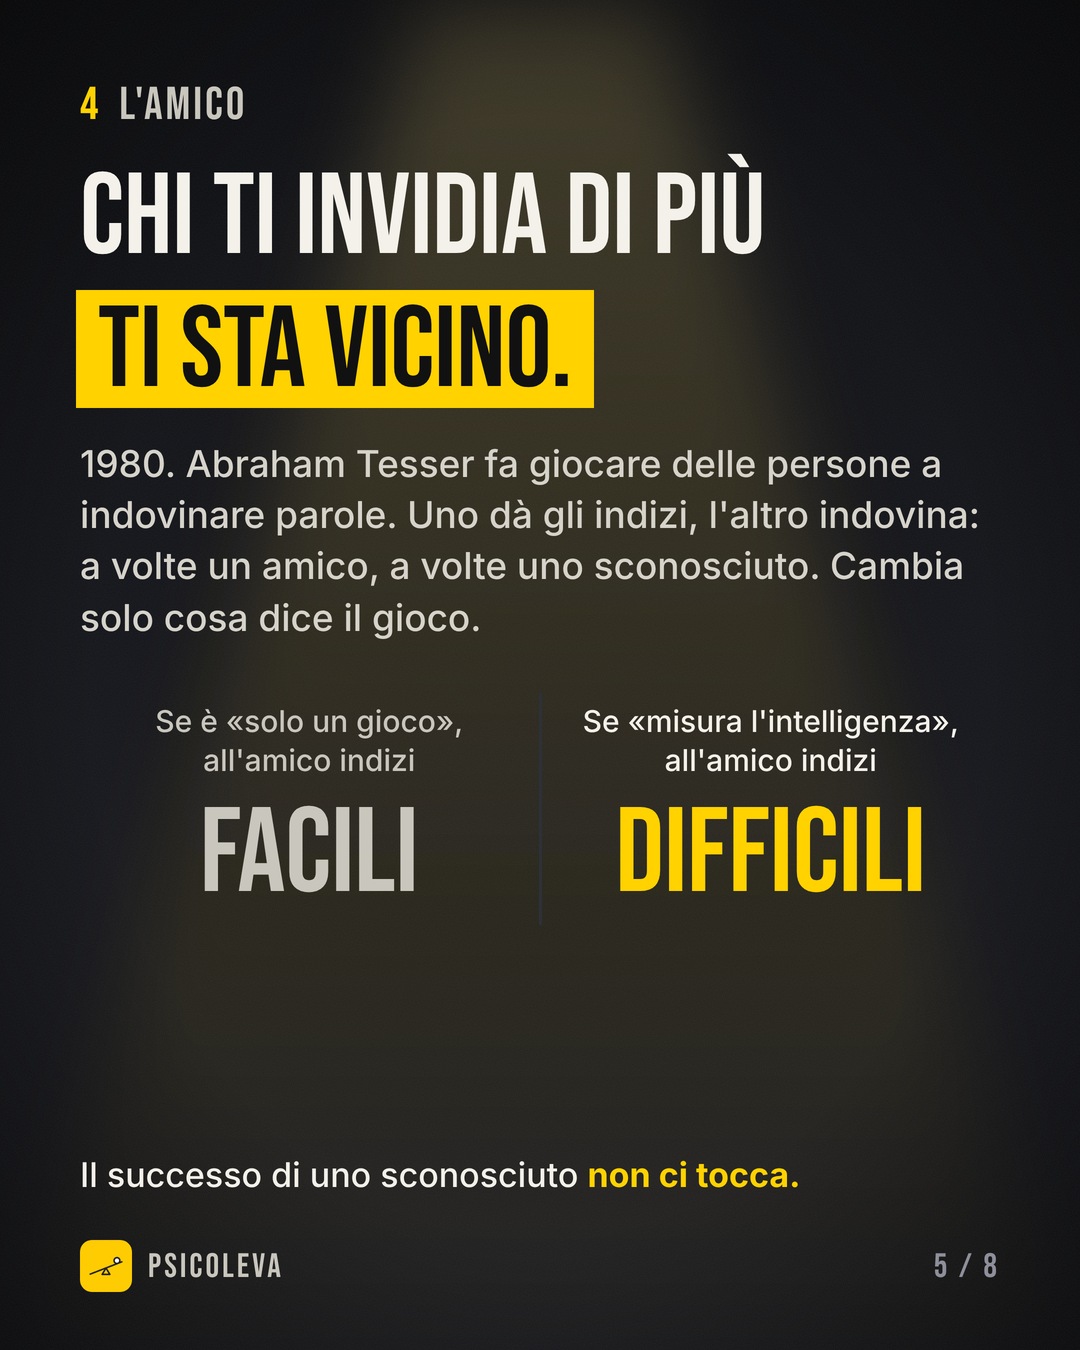 4 L'AMICO
CHI TI INVIDIA DI PIÙ
TI STA VICINO.
1980. Abraham Tesser fa giocare delle persone a
indovinare parole. Uno dà gli indizi, l'altro indovina:
a volte un amico, a volte uno sconosciuto. Cambia
solo cosa dice il gioco.
Se è «solo un gioco»,
all'amico indizi
FACILI
Se «misura l'intelligenza»,
all'amico indizi
DIFFICILI
Il successo di uno sconosciuto non ci tocca.
PSICOLEVA
5 / 8